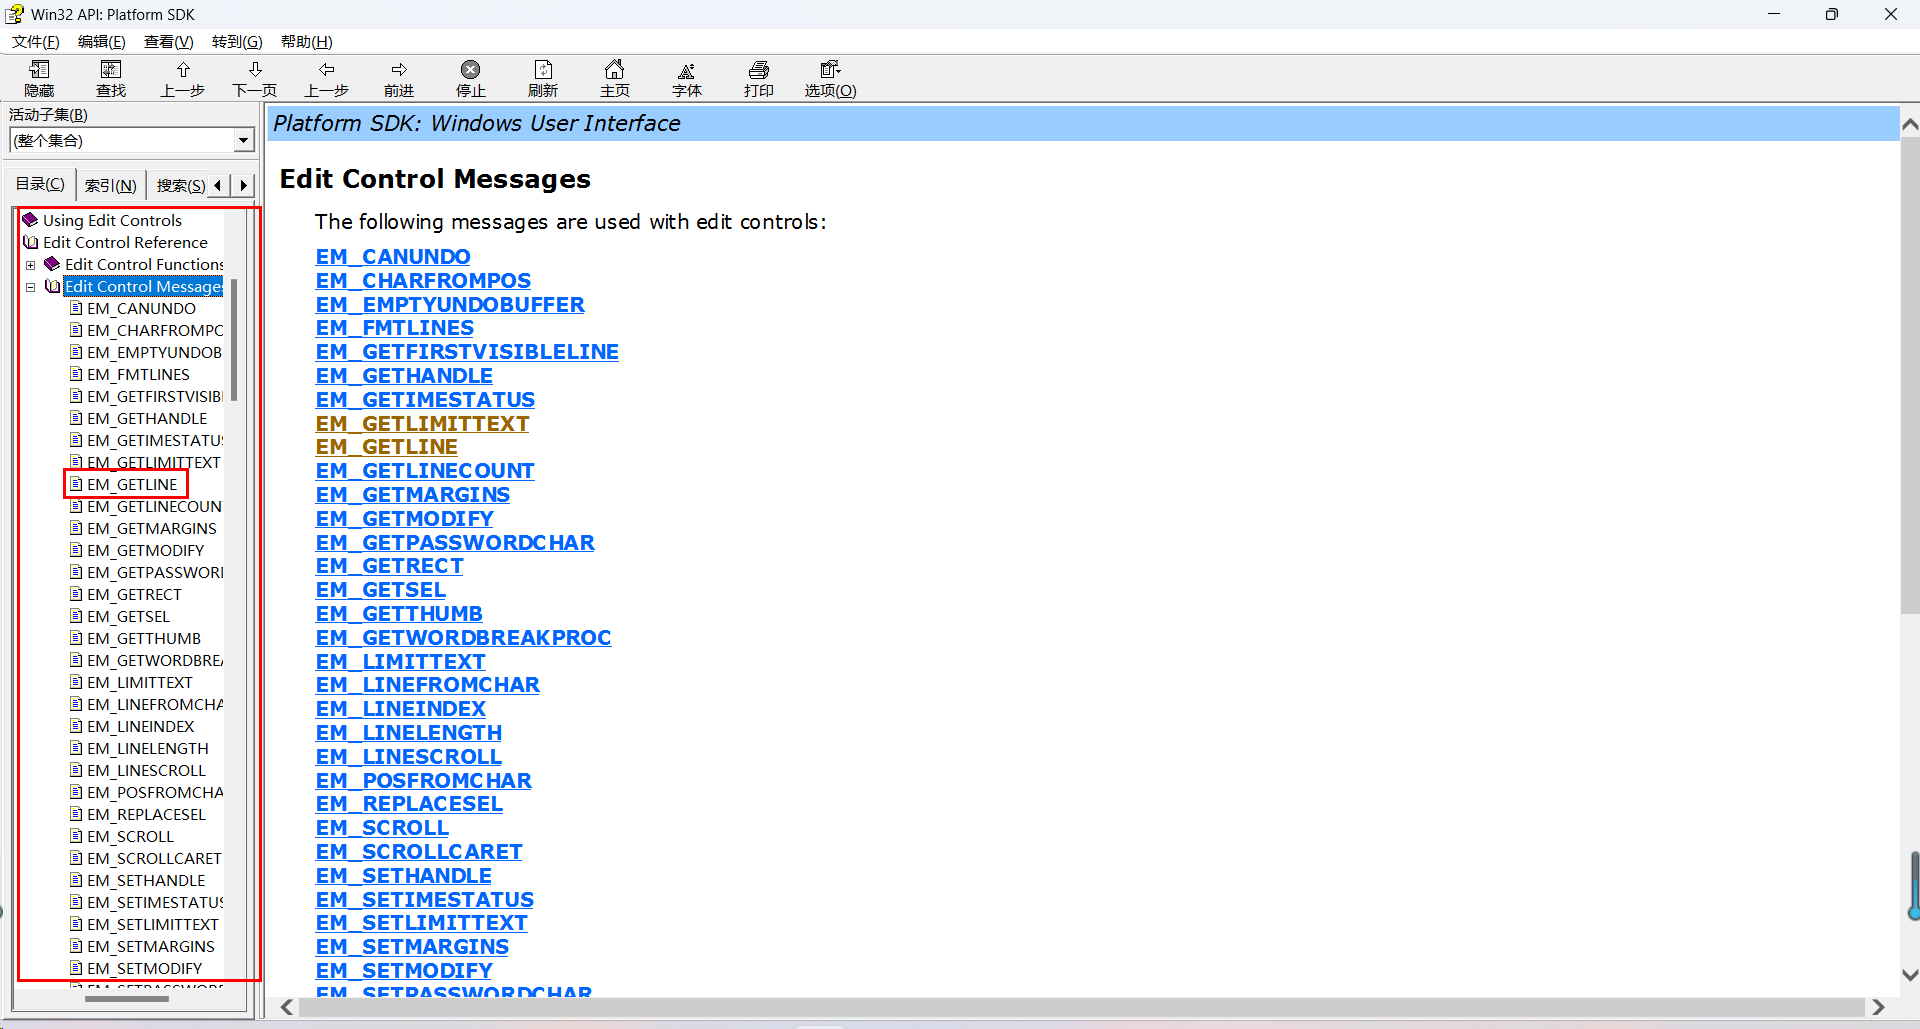 Win32 API: Platform SDK
文件(F) 编辑(E) 查看(V) 转到(G) 帮助(H)
隐藏 查找 上一步 下一页 上一步 前进 停止 刷新 主页 字体 打印 选项(O)
活动子集(B)
(整个集合)
目录(C) 索引(N) 搜索(S)
Using Edit Controls
Edit Control Reference
Edit Control Functions
Edit Control Messages
EM_CANUNDO
EM_CHARFROMPO
EM_EMPTYUNDOB
EM_FMTLINES
EM_GETFIRSTVISIB
EM_GETHANDLE
EM_GETIMESTATU
EM_GETLIMITTEXT
EM_GETLINE
EM_GETLINECOUN
EM_GETMARGINS
EM_GETMODIFY
EM_GETPASSWOR
EM_GETRECT
EM_GETSEL
EM_GETTHUMB
EM_GETWORDBRE
EM_LIMITTEXT
EM_LINEFROMCHA
EM_LINEINDEX
EM_LINELENGTH
EM_LINESCROLL
EM_POSFROMCHA
EM_REPLACESEL
EM_SCROLL
EM_SCROLLCARET
EM_SETHANDLE
EM_SETIMESTATUS
EM_SETLIMITTEXT
EM_SETMARGINS
EM_SETMODIFY
Platform SDK: Windows User Interface
Edit Control Messages
The following messages are used with edit controls:
EM_CANUNDO
EM_CHARFROMPOS
EM_EMPTYUNDOBUFFER
EM_FMTLINES
EM_GETFIRSTVISIBLELINE
EM_GETHANDLE
EM_GETIMESTATUS
EM_GETLIMITTEXT
EM_GETLINE
EM_GETLINECOUNT
EM_GETMARGINS
EM_GETMODIFY
EM_GETPASSWORDCHAR
EM_GETRECT
EM_GETSEL
EM_GETTHUMB
EM_GETWORDBREAKPROC
EM_LIMITTEXT
EM_LINEFROMCHAR
EM_LINEINDEX
EM_LINELENGTH
EM_LINESCROLL
EM_POSFROMCHAR
EM_REPLACESEL
EM_SCROLL
EM_SCROLLCARET
EM_SETHANDLE
EM_SETIMESTATUS
EM_SETLIMITTEXT
EM_SETMARGINS
EM_SETMODIFY
EM_SETPASSWORDCHAR